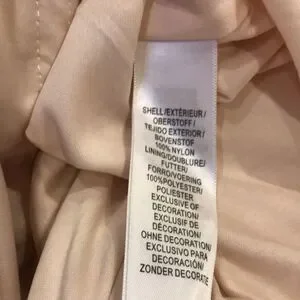 SHELL/EXTÉRIEUR/
OBERSTOFF/
TEJIDO EXTERIOR/
BOVENSTOF
100% NYLON
LINING/DOUBLURE/
FUTTER/
FORRO/VOERING
100%POLYESTER/
POLIESTER
EXCLUSIVE OF
DECORATION/
EXCLUSIF DE
DÉCORATION/
OHNE DECORATION/
EXCLUSIVO PARA
DECORACIÓN/
ZONDER DECORATE